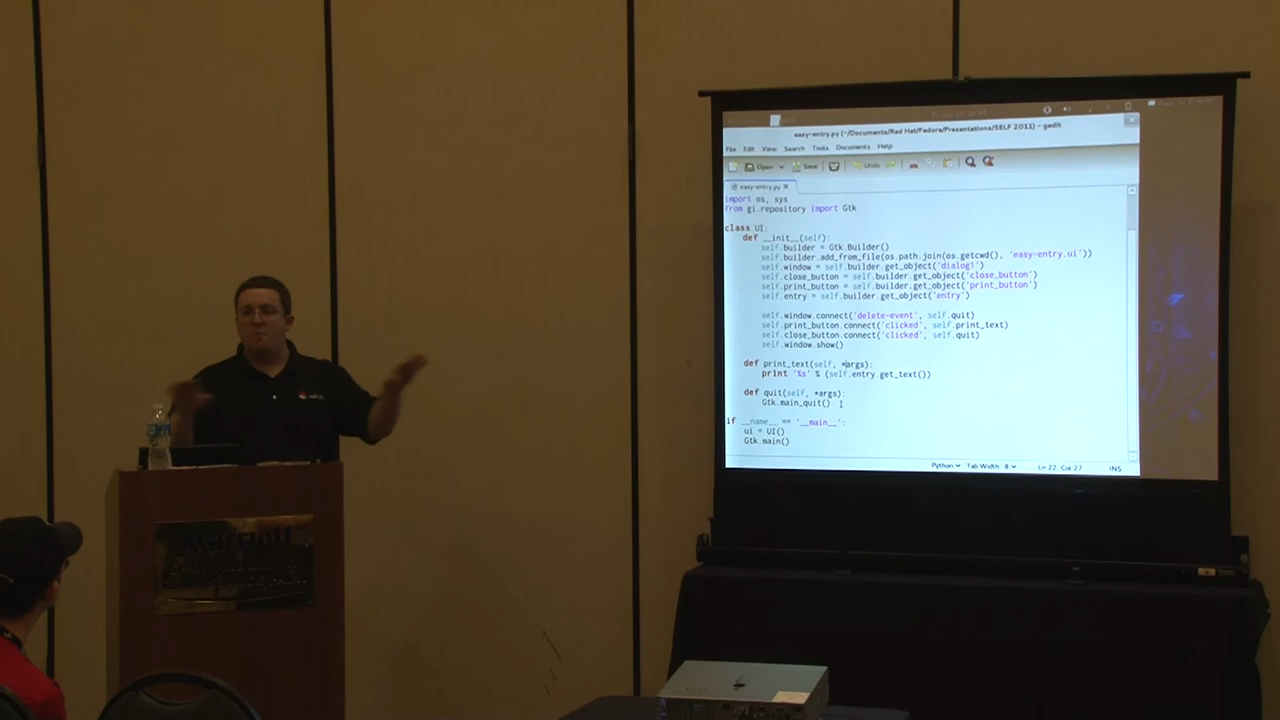 easy-entry.py (~/Documents/Red Hat/Fedora/Presentations/SELF 2011) - gedit
File Edit View Search Tools Documents Help
Open Save Undo
easy-entry.py
import os, sys
from gi.repository import Gtk
class UI:
def __init__(self):
self.builder = Gtk.Builder()
self.builder.add_from_file(os.path.join(os.getcwd(), 'easy-entry.ui'))
self.window = self.builder.get_object('dialog1')
self.close_button = self.builder.get_object('close_button')
self.print_button = self.builder.get_object('print_button')
self.entry = self.builder.get_object('entry')
self.window.connect('delete-event', self.quit)
self.print_button.connect('clicked', self.print_text)
self.close_button.connect('clicked', self.quit)
self.window.show()
def print_text(self, *args):
print '%s' % (self.entry.get_text())
def quit(self, *args):
Gtk.main_quit()
if __name__ == '__main__':
ui = UI()
Gtk.main()
Python Tab Width: 8 Ln 22, Col 27 INS
Marriott